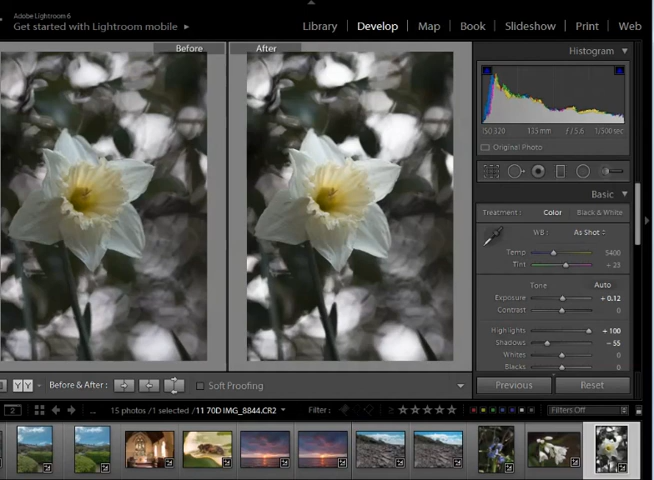 Adobe Lightroom 6
Get started with Lightroom mobile
Library | Develop | Map | Book | Slideshow | Print | Web
Before
After
Histogram
ISO 320 135 mm f / 5.6 1/500 sec
Original Photo
Basic
Treatment : Color Black & White
WB : As Shot
Temp 5400
Tint + 23
Tone Auto
Exposure + 0.12
Contrast 0
Highlights + 100
Shadows - 55
Whites 0
Blacks 0
YY Before & After : Soft Proofing
Previous Reset
2 15 photos /1 selected /11 70D IMG_8844.CR2 Filter : Filters Off